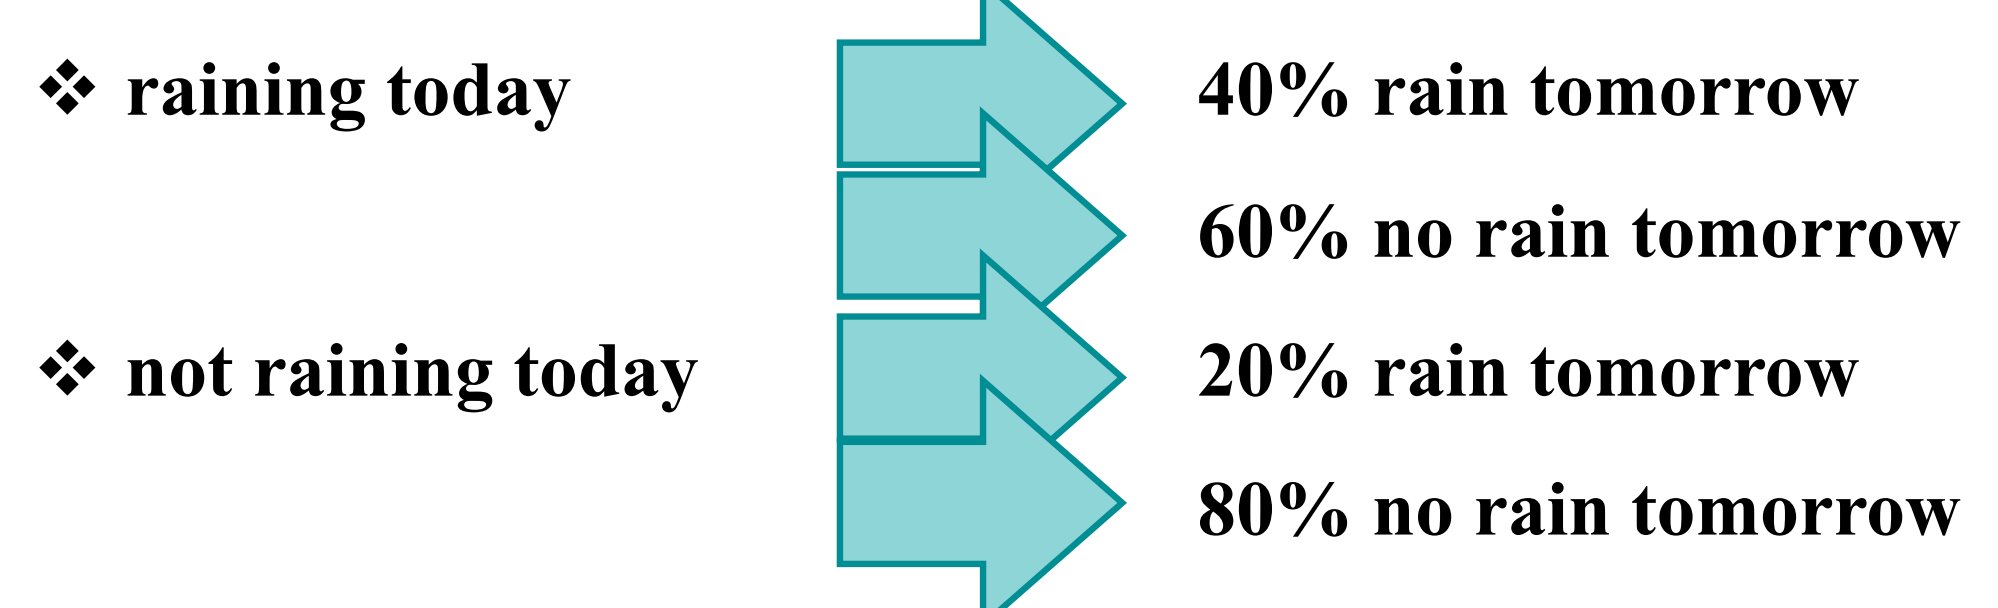 ❖ raining today 40% rain tomorrow
60% no rain tomorrow
❖ not raining today 20% rain tomorrow
80% no rain tomorrow